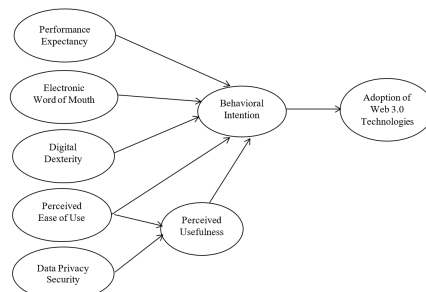 Performance
Expectancy
Electronic
Word of Mouth
Behavioral
Intention
Adoption of
Web 3.0
Technologies
Digital
Dexterity
Perceived
Ease of Use
Perceived
Usefulness
Data Privacy
Security